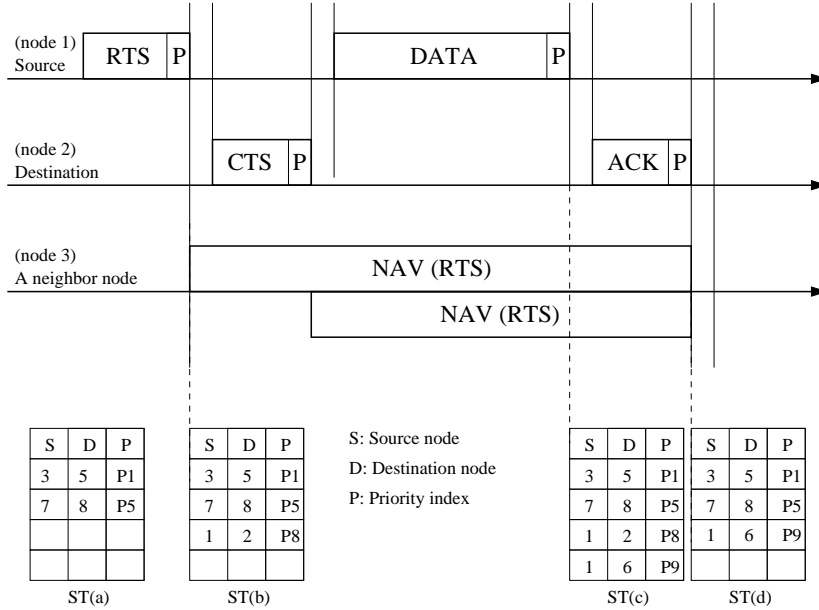 (node 1)
Source
RTS P
DATA P
(node 2)
Destination
CTS P
ACK P
(node 3)
A neighbor node
NAV (RTS)
NAV (RTS)
S D P
3 5 P1
7 8 P5
ST(a)
S D P
3 5 P1
7 8 P5
1 2 P8
ST(b)
S: Source node
D: Destination node
P: Priority index
S D P
3 5 P1
7 8 P5
1 2 P8
1 6 P9
ST(c)
S D P
3 5 P1
7 8 P5
1 6 P9
ST(d)